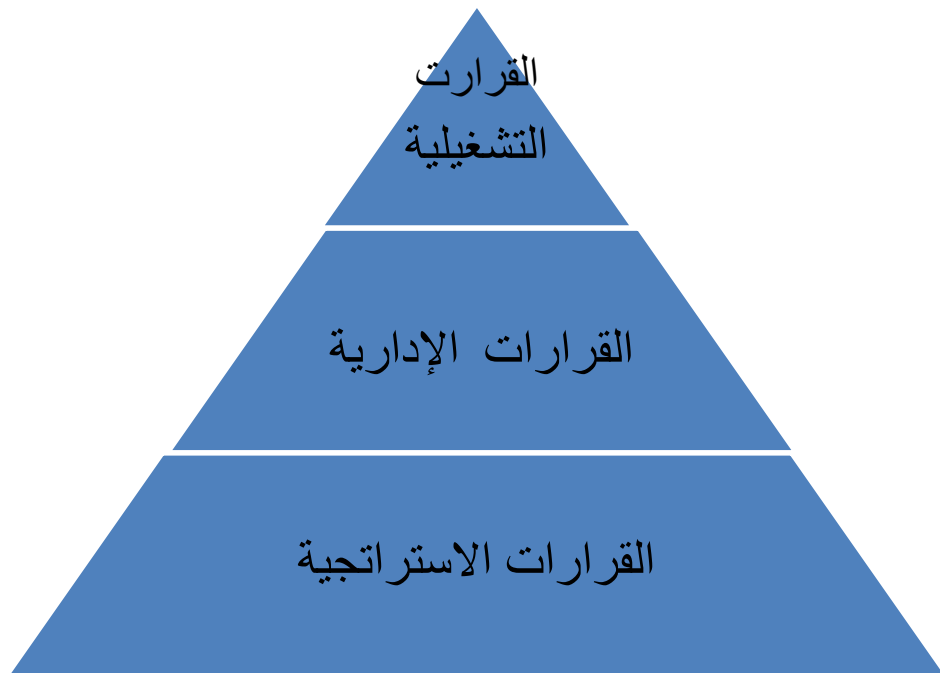 القرارت
التشغيلية
القرارات الإدارية
القرارات الاستراتجية